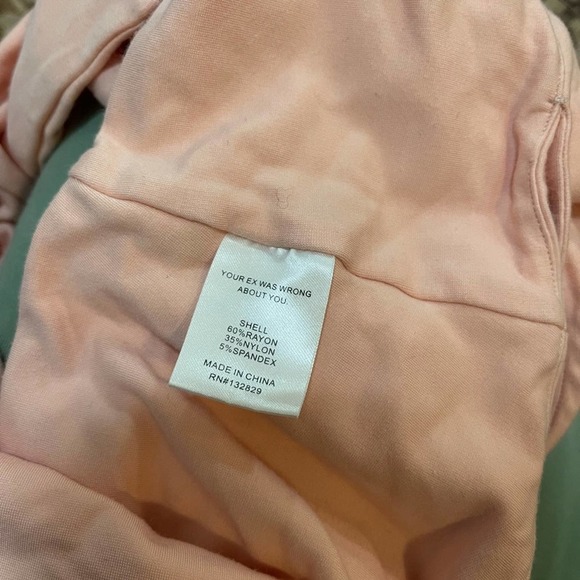 YOUR EX WAS WRONG
ABOUT YOU.
SHELL
60%RAYON
35%NYLON
5%SPANDEX
MADE IN CHINA
RN#132829